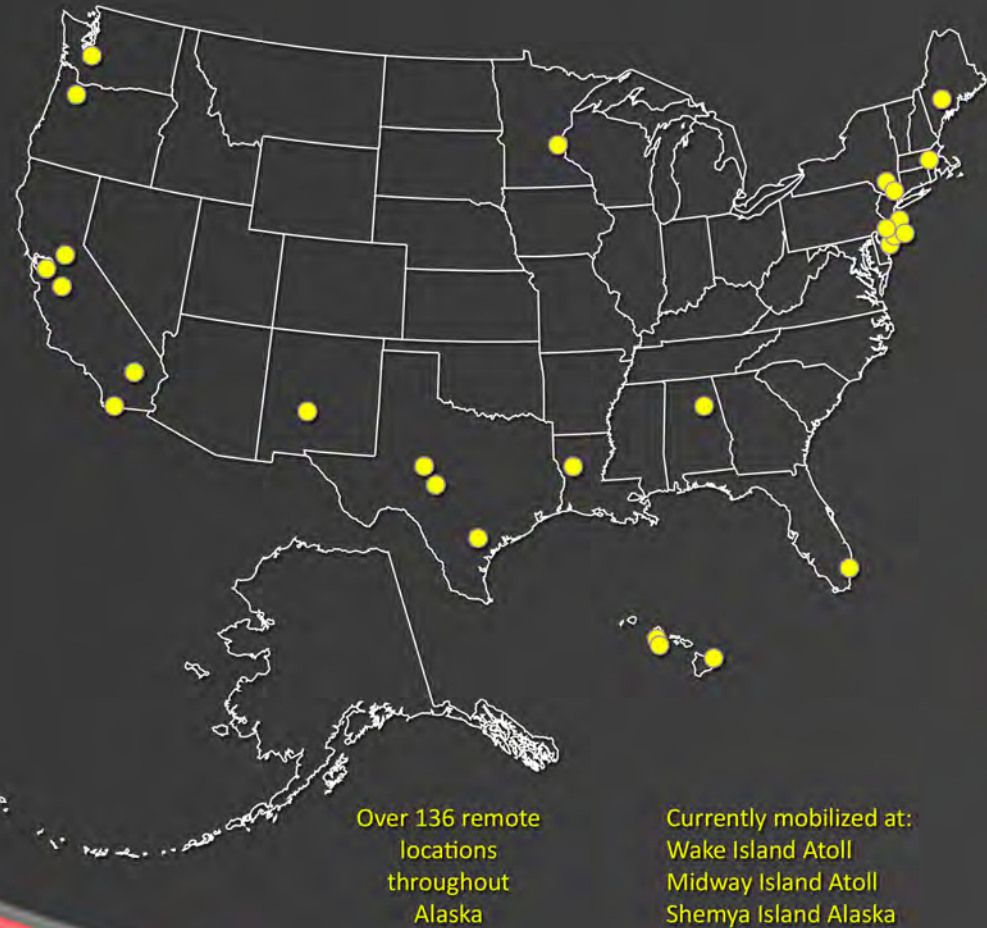 Over 136 remote
locations
throughout
Alaska
Currently mobilized at:
Wake Island Atoll
Midway Island Atoll
Shemya Island Alaska